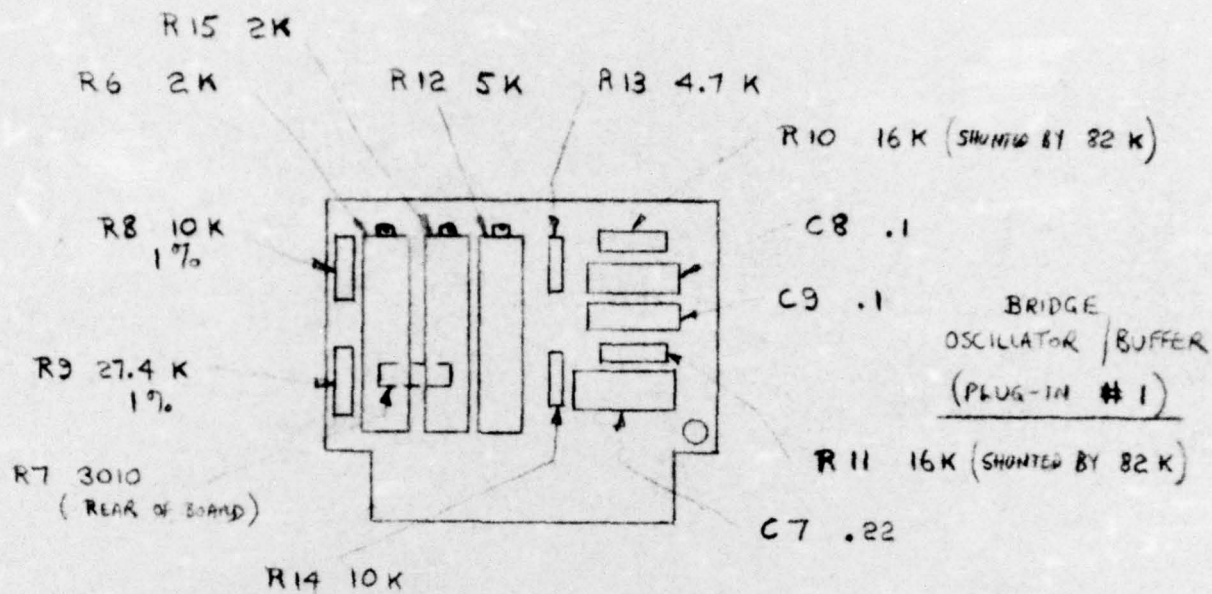 R15 2K
R6 2K
R12 5K
R13 4.7 K
R10 16K (SHUNTED BY 82 K)
R8 10K
1%
C8 .1
C9 .1
BRIDGE
OSCILLATOR / BUFFER
(PLUG-IN # 1)
R9 27.4 K
1%
R7 3010
(REAR OF BOARD)
R11 16K (SHUNTED BY 82 K)
C7 .22
R14 10K